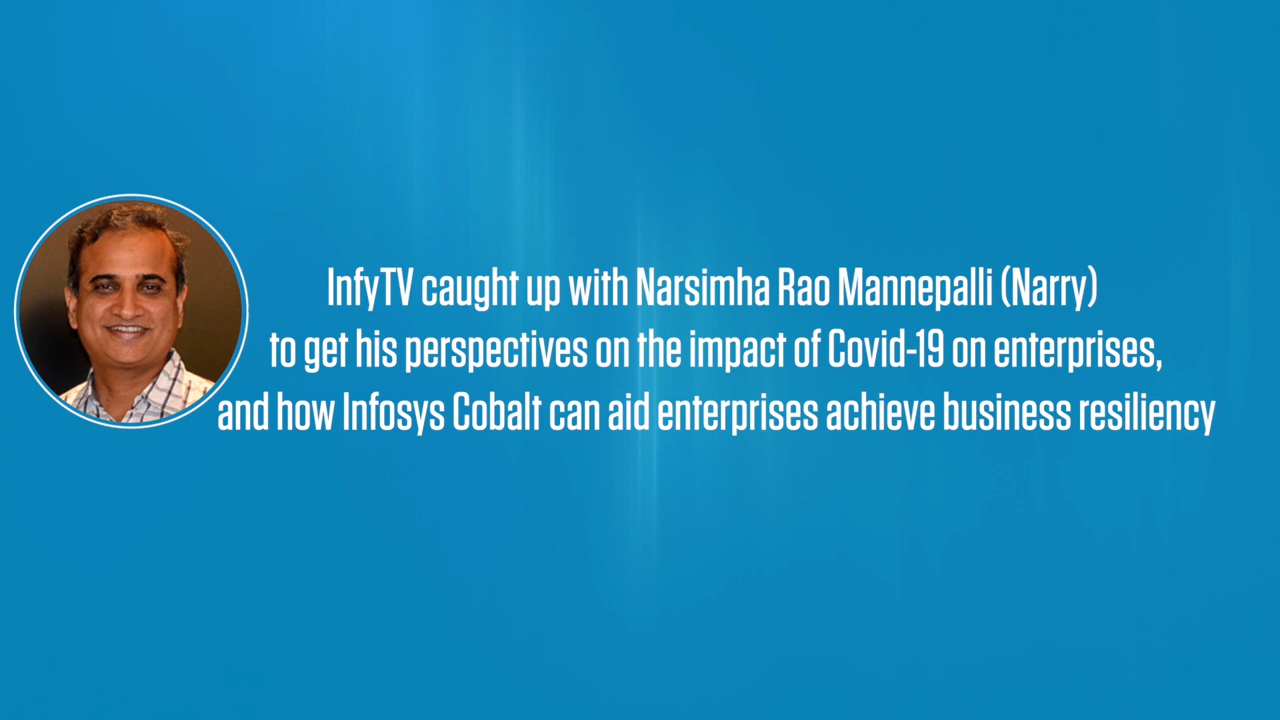 InfyTV caught up with Narsimha Rao Mannepalli (Narry)
to get his perspectives on the impact of Covid-19 on enterprises,
and how Infosys Cobalt can aid enterprises achieve business resiliency